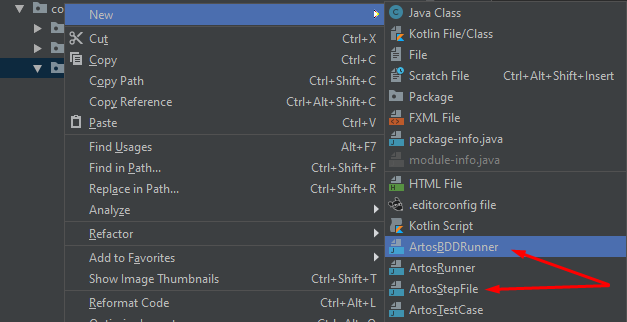 co
New
Cut Ctrl+X
Copy Ctrl+C
Copy Path Ctrl+Shift+C
Copy Reference Ctrl+Alt+Shift+C
Paste Ctrl+V
Find Usages Alt+F7
Find in Path... Ctrl+Shift+F
Replace in Path... Ctrl+Shift+R
Analyze
Refactor
Add to Favorites
Show Image Thumbnails Ctrl+Shift+T
Reformat Code Ctrl+Alt+L
Java Class
Kotlin File/Class
File
Scratch File Ctrl+Alt+Shift+Insert
Package
FXML File
package-info.java
module-info.java
HTML File
.editorconfig file
Kotlin Script
ArtosBDDRunner
ArtosRunner
ArtosStepFile
ArtosTestCase